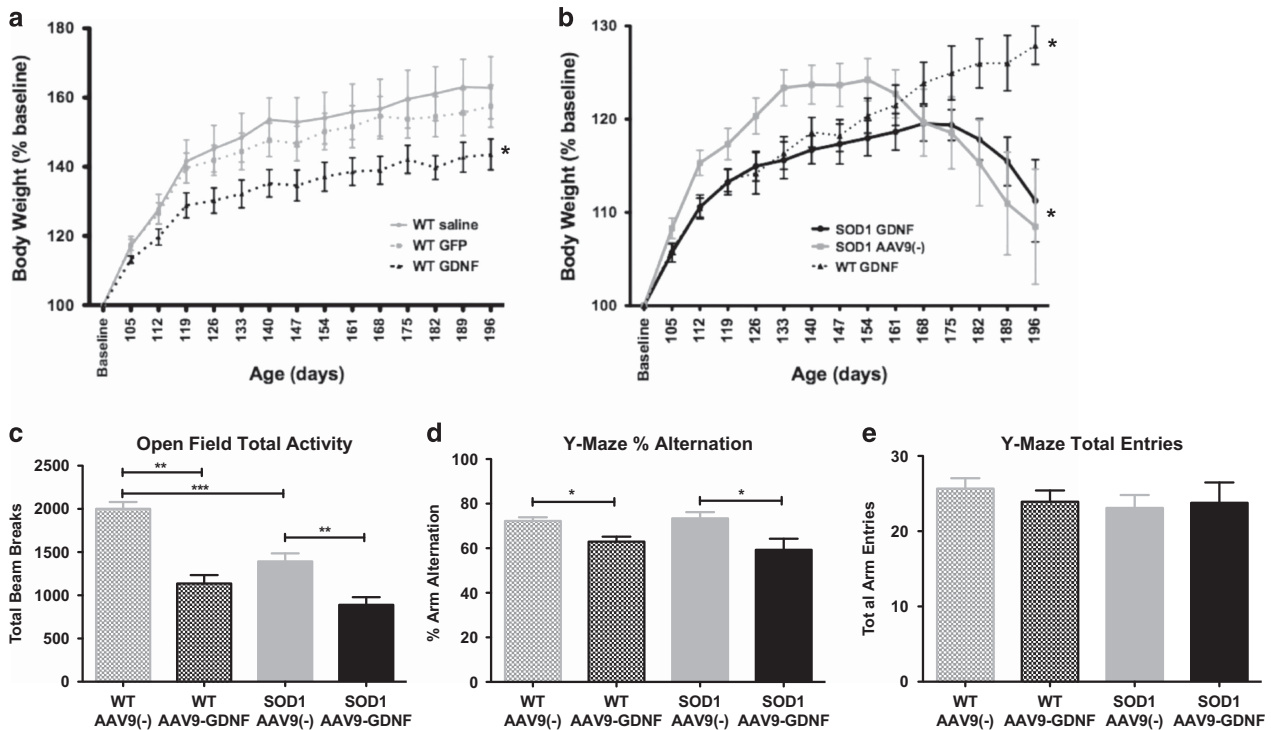 a
180
160
140
120
100
Body Weight (% baseline)
*
WT saline
WT GFP
WT GDNF
Baseline
105
112
119
126
133
140
147
154
161
168
175
182
189
196
Age (days)
b
130
120
110
100
Body Weight (% baseline)
*
*
SOD1 GDNF
SOD1 AAV9(-)
WT GDNF
Baseline
105
112
119
126
133
140
147
154
161
168
175
182
189
196
Age (days)
c
Open Field Total Activity
2500
2000
1500
1000
500
0
Total Beam Breaks
**
***
**
WT
AAV9(-)
WT
AAV9-GDNF
SOD1
AAV9(-)
SOD1
AAV9-GDNF
d
Y-Maze % Alternation
100
80
60
40
20
0
% Arm Alternation
*
*
WT
AAV9(-)
WT
AAV9-GDNF
SOD1
AAV9(-)
SOD1
AAV9-GDNF
e
Y-Maze Total Entries
30
20
10
0
Tot al Arm Entries
WT
AAV9(-)
WT
AAV9-GDNF
SOD1
AAV9(-)
SOD1
AAV9-GDNF